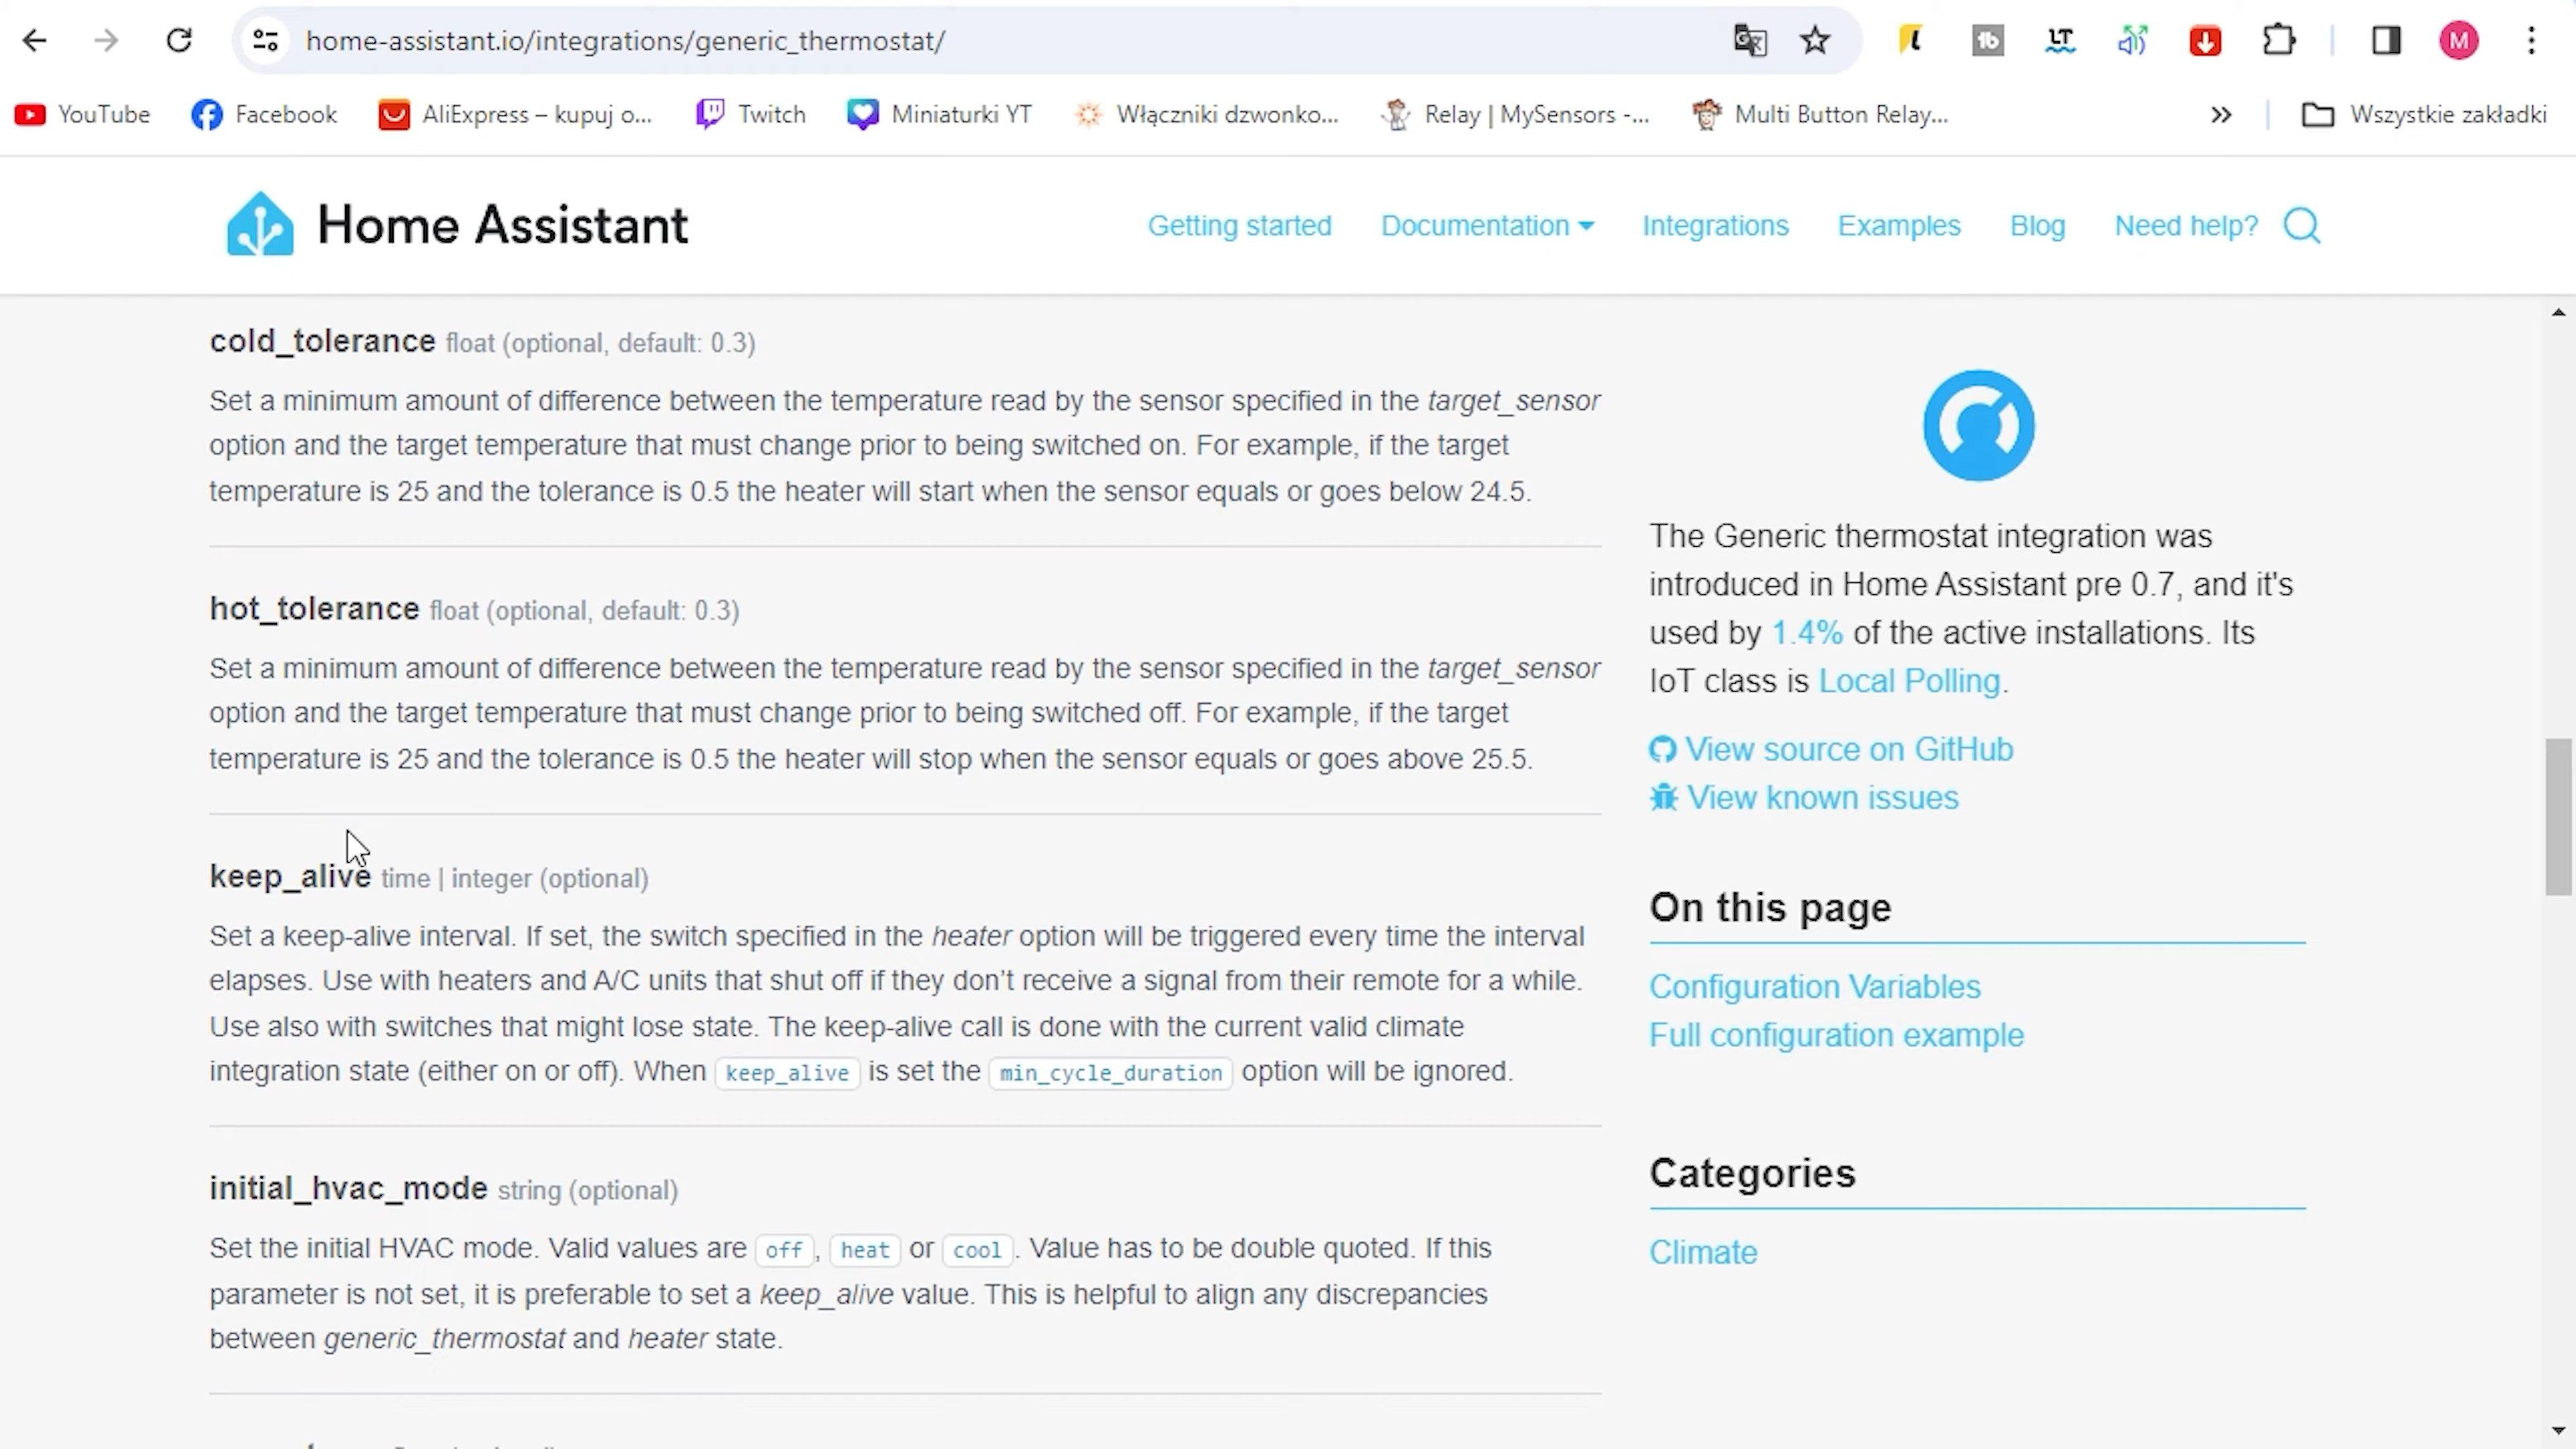 home-assistant.io/integrations/generic_thermostat/
M
YouTube
Facebook
AliExpress – kupuj o...
Twitch
Miniaturki YT
Włączniki dzwonko...
Relay | MySensors -...
Multi Button Relay...
Wszystkie zakładki
Home Assistant
Getting started
Documentation
Integrations
Examples
Blog
Need help?
cold_tolerance float (optional, default: 0.3)
Set a minimum amount of difference between the temperature read by the sensor specified in the target_sensor
option and the target temperature that must change prior to being switched on. For example, if the target
temperature is 25 and the tolerance is 0.5 the heater will start when the sensor equals or goes below 24.5.
hot_tolerance float (optional, default: 0.3)
Set a minimum amount of difference between the temperature read by the sensor specified in the target_sensor
option and the target temperature that must change prior to being switched off. For example, if the target
temperature is 25 and the tolerance is 0.5 the heater will stop when the sensor equals or goes above 25.5.
keep_alive time | integer (optional)
Set a keep-alive interval. If set, the switch specified in the heater option will be triggered every time the interval
elapses. Use with heaters and A/C units that shut off if they don’t receive a signal from their remote for a while.
Use also with switches that might lose state. The keep-alive call is done with the current valid climate
integration state (either on or off). When keep_alive is set the min_cycle_duration option will be ignored.
initial_hvac_mode string (optional)
Set the initial HVAC mode. Valid values are off, heat or cool. Value has to be double quoted. If this
parameter is not set, it is preferable to set a keep_alive value. This is helpful to align any discrepancies
between generic_thermostat and heater state.
The Generic thermostat integration was
introduced in Home Assistant pre 0.7, and it's
used by 1.4% of the active installations. Its
IoT class is Local Polling.
View source on GitHub
View known issues
On this page
Configuration Variables
Full configuration example
Categories
Climate